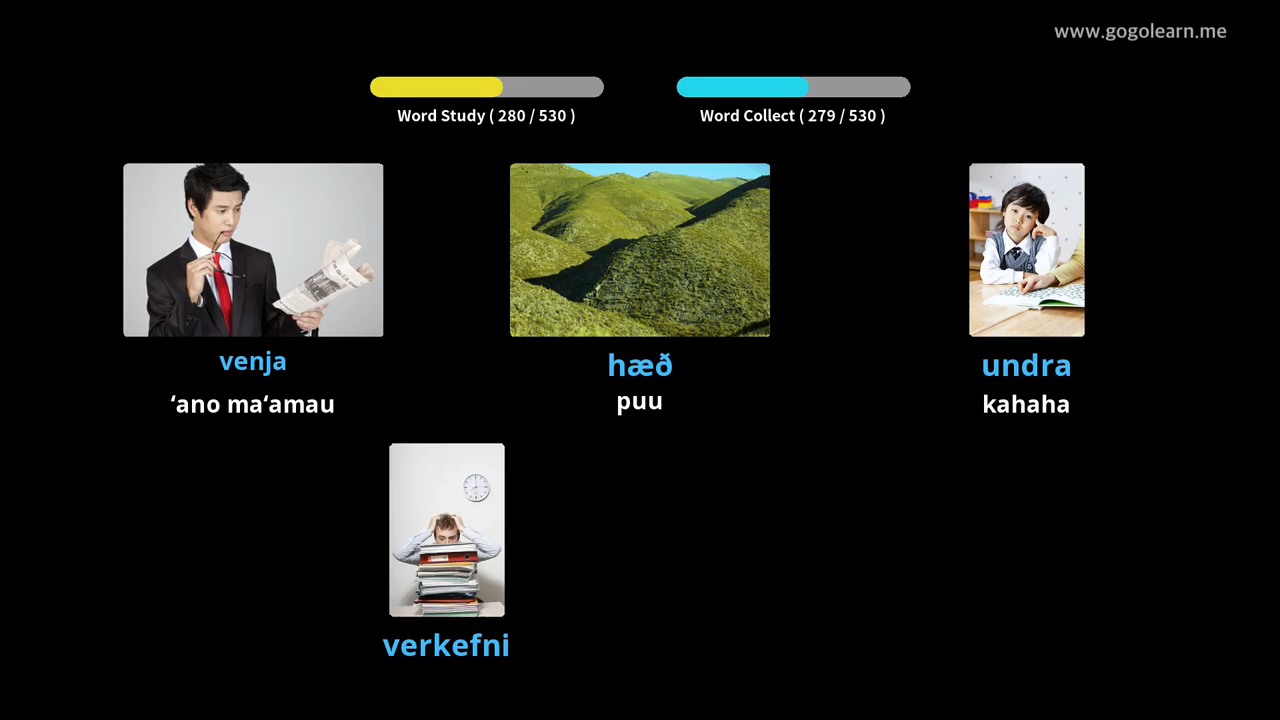 www.gogolearn.me
Word Study ( 280 / 530 )
Word Collect ( 279 / 530 )
venja
hæð
undra
ʻano maʻamau
puu
kahaha
verkefni